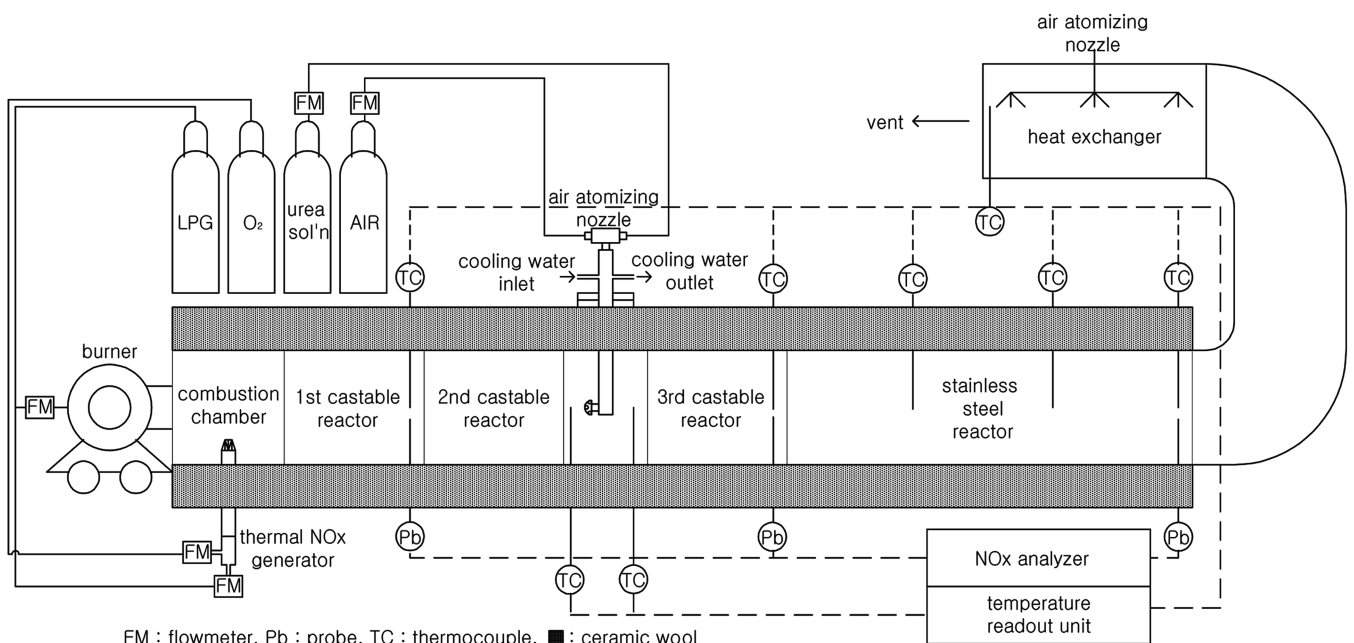 air atomizing
nozzle
FM
FM
vent
heat exchanger
LPG
O₂
urea
sol'n
AIR
air atomizing
nozzle
TC
TC
cooling water
inlet
cooling water
outlet
TC
TC
TC
TC
burner
FM
combustion
chamber
1st castable
reactor
2nd castable
reactor
3rd castable
reactor
stainless
steel
reactor
thermal NOx
generator
FM
FM
Pb
Pb
Pb
TC
TC
NOx analyzer
temperature
readout unit
FM : flowmeter, Pb : probe, TC : thermocouple, ■ : ceramic wool